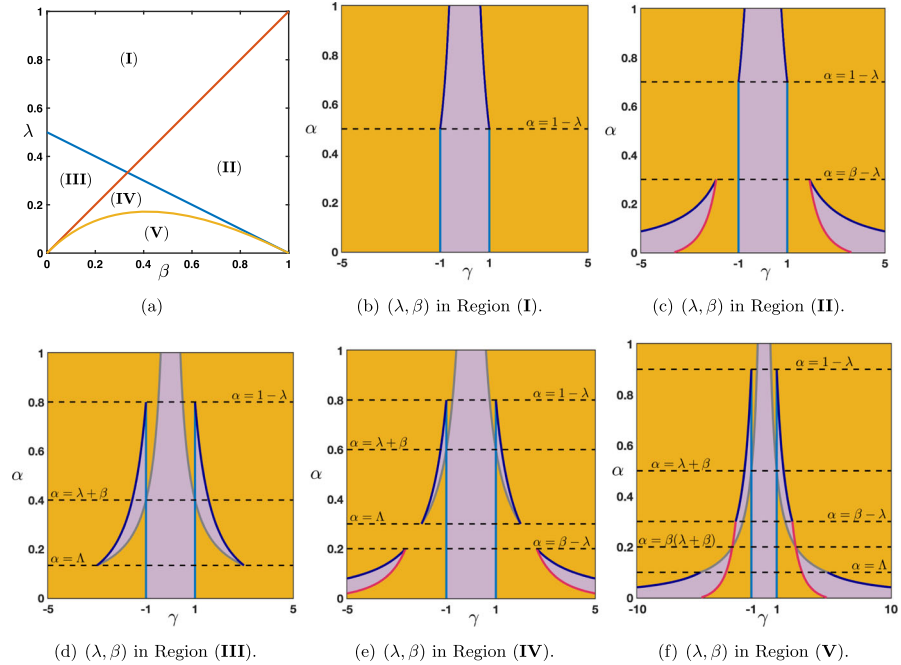 1
0.8
0.6
λ
0.4
0.2
0
0
0.2
0.4
0.6
0.8
1
β
(I)
(II)
(III)
(IV)
(V)
(a)
1
0.8
0.6
α
0.4
0.2
0
-5
-1
1
5
γ
α = 1 − λ
(b) (λ, β) in Region (I).
1
0.8
0.6
α
0.4
0.2
0
-5
-1
1
5
γ
α = 1 − λ
α = β − λ
(c) (λ, β) in Region (II).
1
0.8
0.6
α
0.4
0.2
0
-5
-1
1
5
γ
α = 1 − λ
α = λ + β
α = Λ
(d) (λ, β) in Region (III).
1
0.8
0.6
α
0.4
0.2
0
-5
-1
1
5
γ
α = 1 − λ
α = λ + β
α = Λ
α = β − λ
(e) (λ, β) in Region (IV).
1
0.8
0.6
α
0.4
0.2
0
-10
-1
1
10
γ
α = 1 − λ
α = λ + β
α = β − λ
α = β(λ + β)
α = Λ
(f) (λ, β) in Region (V).